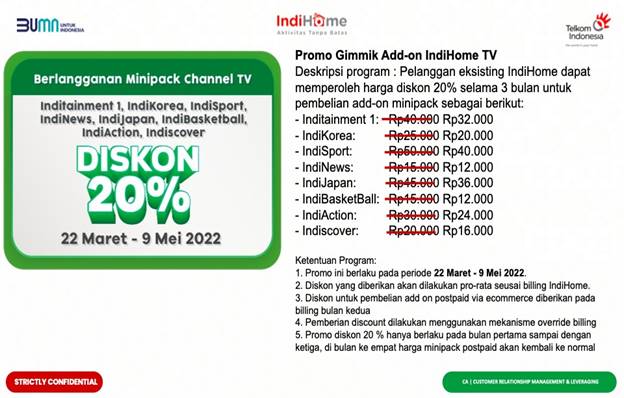 BUMN UNTUK INDONESIA
IndiHome
Aktivitas Tanpa Batas
Telkom Indonesia
the world in your hand
Berlangganan Minipack Channel TV
Inditainment 1, IndiKorea, IndiSport,
IndiNews, IndiJapan, IndiBasketball,
IndiAction, Indiscover
DISKON
20%
22 Maret - 9 Mei 2022
Promo Gimmik Add-on IndiHome TV
Deskripsi program : Pelanggan eksisting IndiHome dapat
memperoleh harga diskon 20% selama 3 bulan untuk
pembelian add-on minipack sebagai berikut:
- Inditainment 1: Rp40.000 Rp32.000
- IndiKorea: Rp25.000 Rp20.000
- IndiSport: Rp50.000 Rp40.000
- IndiNews: Rp15.000 Rp12.000
- IndiJapan: Rp45.000 Rp36.000
- IndiBasketBall: Rp15.000 Rp12.000
- IndiAction: Rp30.000 Rp24.000
- Indiscover: Rp20.000 Rp16.000
Ketentuan Program:
1. Promo ini berlaku pada periode 22 Maret - 9 Mei 2022.
2. Diskon yang diberikan akan dilakukan pro-rata seusai billing IndiHome.
3. Diskon untuk pembelian add on postpaid via ecommerce diberikan pada
billing bulan kedua
4. Pemberian discount dilakukan menggunakan mekanisme override billing
5. Promo diskon 20 % hanya berlaku pada bulan pertama sampai dengan
ketiga, di bulan ke empat harga minipack postpaid akan kembali ke normal
STRICTLY CONFIDENTIAL
CA | CUSTOMER RELATIONSHIP MANAGEMENT & LEVERAGING